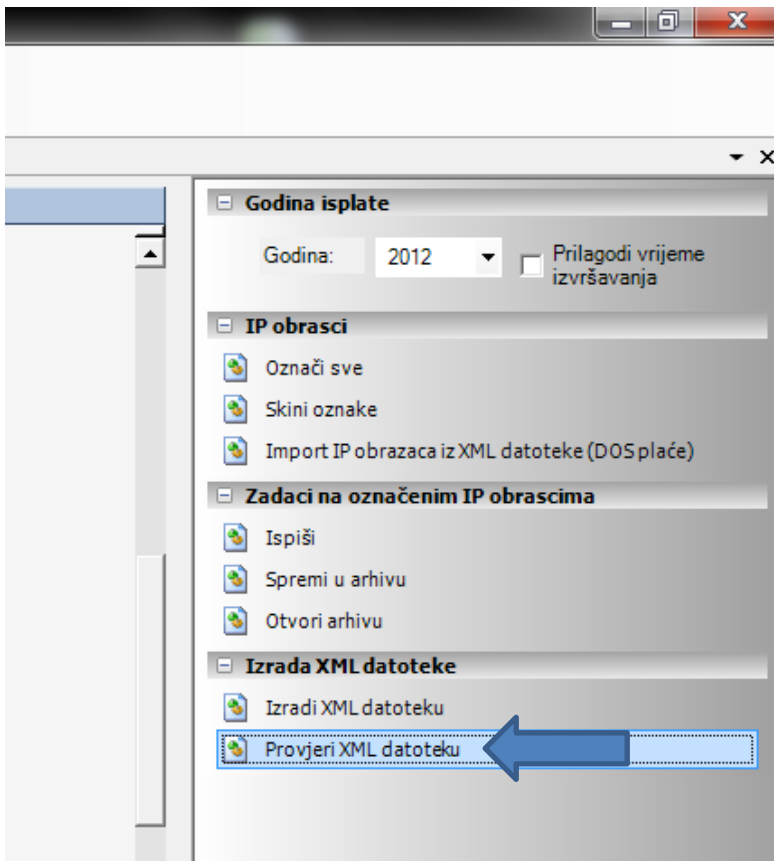 Godina isplate
Godina: 2012 Prilagodi vrijeme
izvršavanja
IP obrasci
Označi sve
Skini oznake
Import IP obrazaca iz XML datoteke (DOS plaće)
Zadaci na označenim IP obrascima
Ispiši
Spremi u arhivu
Otvori arhivu
Izrada XML datoteke
Izradi XML datoteku
Provjeri XML datoteku